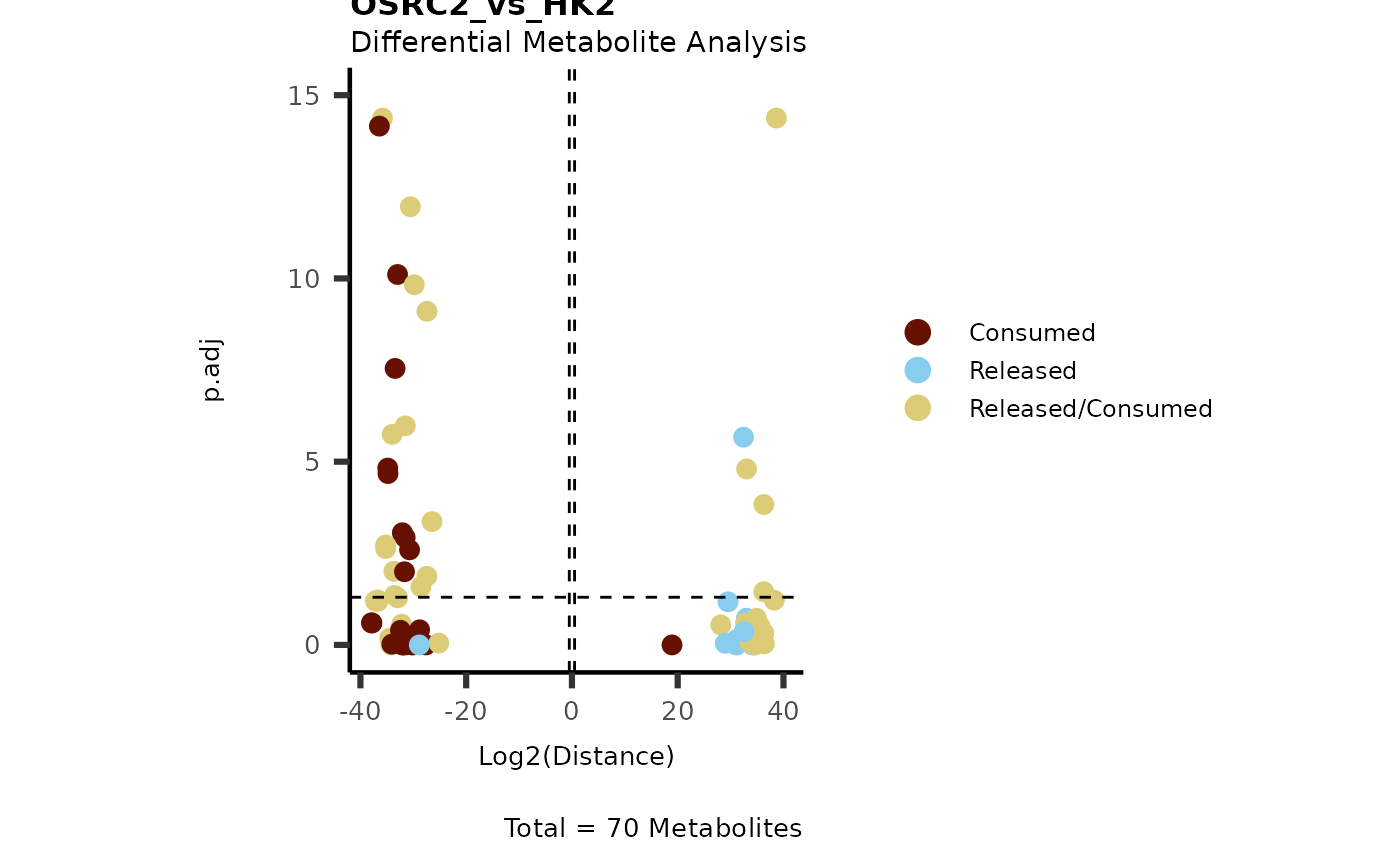 OSRC2_vs_HK2
Differential Metabolite Analysis
15
10
5
0
p.adj
-40 -20 0 20 40
Log2(Distance)
Consumed
Released
Released/Consumed
Total = 70 Metabolites